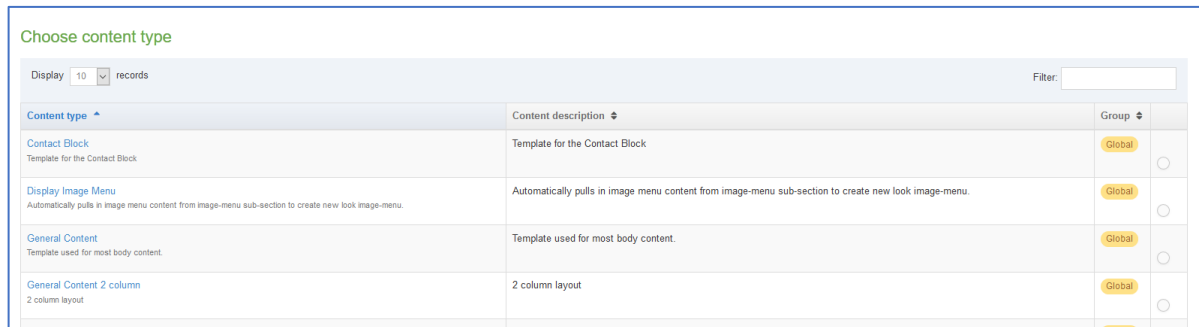 Choose content type
Display 10 records Filter:
Content type Content description Group
Contact Block Template for the Contact Block Global
Template for the Contact Block
Display Image Menu Automatically pulls in image menu content from image-menu sub-section to create new look image-menu. Global
Automatically pulls in image menu content from image-menu sub-section to create new look image-menu.
General Content Template used for most body content. Global
Template used for most body content.
General Content 2 column 2 column layout Global
2 column layout